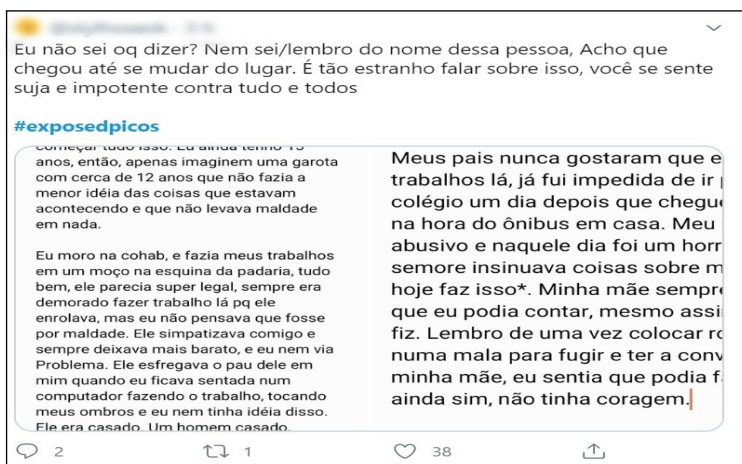 Eu não sei oq dizer? Nem sei/lembro do nome dessa pessoa, Acho que
chegou até se mudar do lugar. É tão estranho falar sobre isso, você se sente
suja e impotente contra tudo e todos
#exposedpicos
começar tudo isso. Eu ainda tenho 15
anos, então, apenas imaginem uma garota
com cerca de 12 anos que não fazia a
menor idéia das coisas que estavam
acontecendo e que não levava maldade
em nada.
Eu moro na cohab, e fazia meus trabalhos
em um moço na esquina da padaria, tudo
bem, ele parecia super legal, sempre era
demorado fazer trabalho lá pq ele
enrolava, mas eu não pensava que fosse
por maldade. Ele simpatizava comigo e
sempre deixava mais barato, e eu nem via
Problema. Ele esfregava o pau dele em
mim quando eu ficava sentada num
computador fazendo o trabalho, tocando
meus ombros e eu nem tinha idéia disso.
Ele era casado. Um homem casado.
Meus pais nunca gostaram que e
trabalhos lá, já fui impedida de ir
colégio um dia depois que chegu
na hora do ônibus em casa. Meu
abusivo e naquele dia foi um horr
semore insinuava coisas sobre m
hoje faz isso*. Minha mãe sempre
que eu podia contar, mesmo assi
fiz. Lembro de uma vez colocar ro
numa mala para fugir e ter a conv
minha mãe, eu sentia que podia f
ainda sim, não tinha coragem.
2
1
38